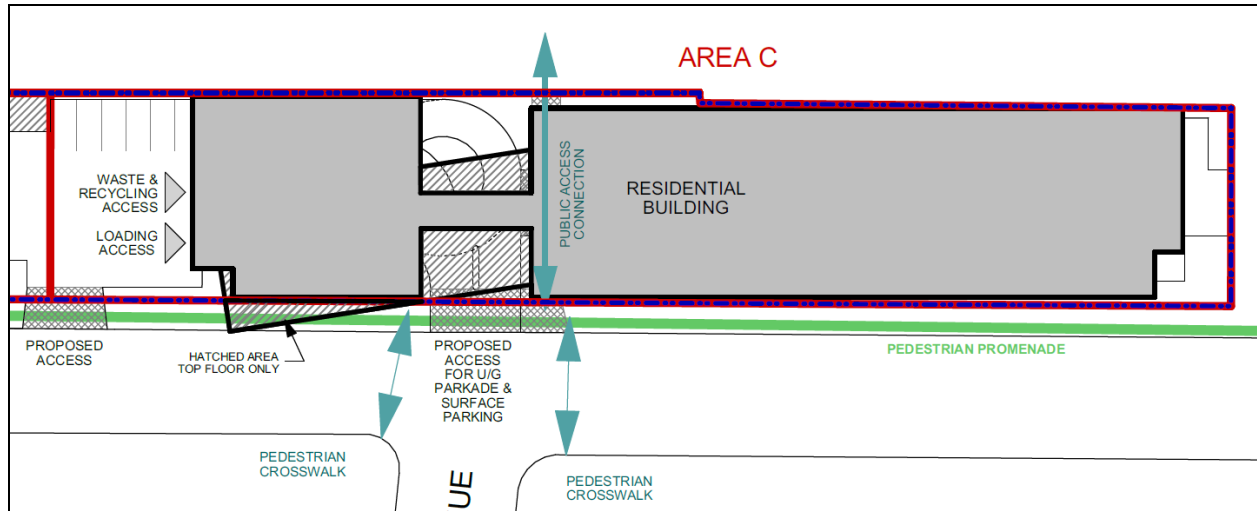 AREA C
WASTE &
RECYCLING
ACCESS
LOADING
ACCESS
PUBLIC ACCESS
CONNECTION
RESIDENTIAL
BUILDING
PROPOSED
ACCESS
HATCHED AREA
TOP FLOOR ONLY
PROPOSED
ACCESS
FOR U/G
PARKADE &
SURFACE
PARKING
PEDESTRIAN PROMENADE
PEDESTRIAN
CROSSWALK
UE
PEDESTRIAN
CROSSWALK